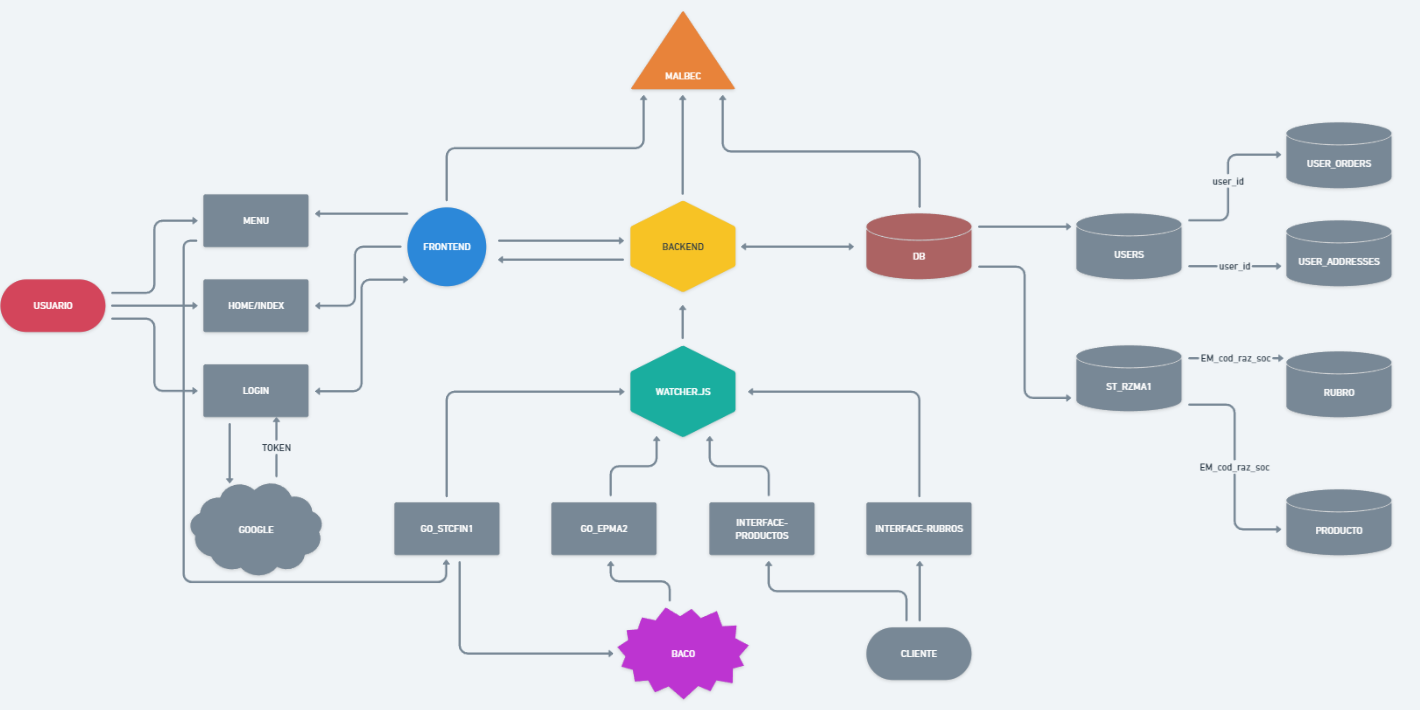 MALBEC
USER_ORDERS
user_id
MENU
FRONTEND
BACKEND
DB
USERS
user_id
USER_ADDRESSES
USUARIO
HOME/INDEX
EM_cod_raz_soc
LOGIN
WATCHER.JS
ST_RZMA1
RUBRO
TOKEN
EM_cod_raz_soc
GOOGLE
GO_STCFIN1
GO_EPMA2
INTERFACE-
PRODUCTOS
INTERFACE-RUBROS
PRODUCTO
BACO
CLIENTE